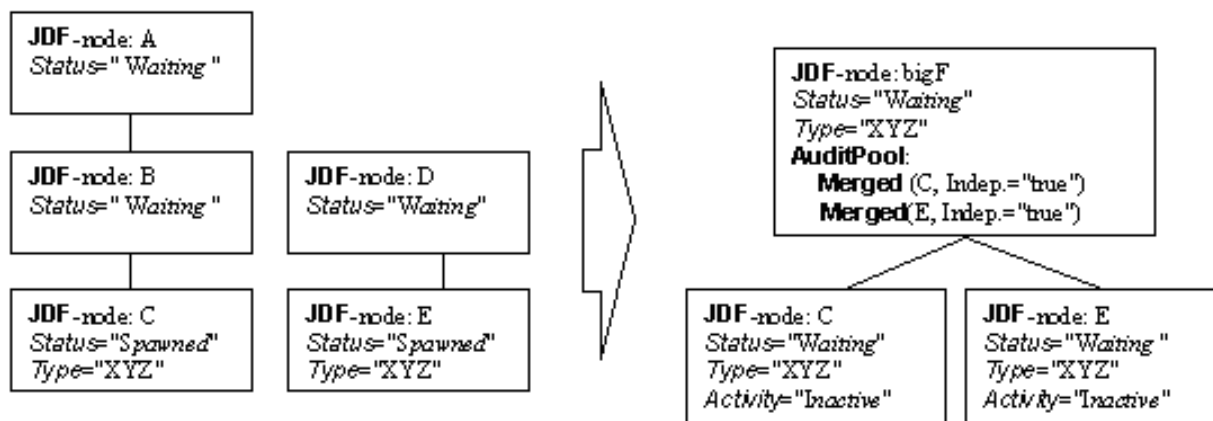 JDF-node: A
Status=" Waiting "
JDF-node: B
Status=" Waiting "
JDF-node: C
Status="Spawned"
Type="XYZ"
JDF-node: D
Status="Waiting"
JDF-node: E
Status="Spawned"
Type="XYZ"
JDF-node: bigF
Status="Waiting"
Type="XYZ"
AuditPool:
Merged (C, Indep.="true")
Merged(E, Indep.="true")
JDF-node: C
Status="Waiting"
Type="XYZ"
Activity="Inactive"
JDF-node: E
Status="Waiting "
Type="XYZ"
Activity="Inactive"